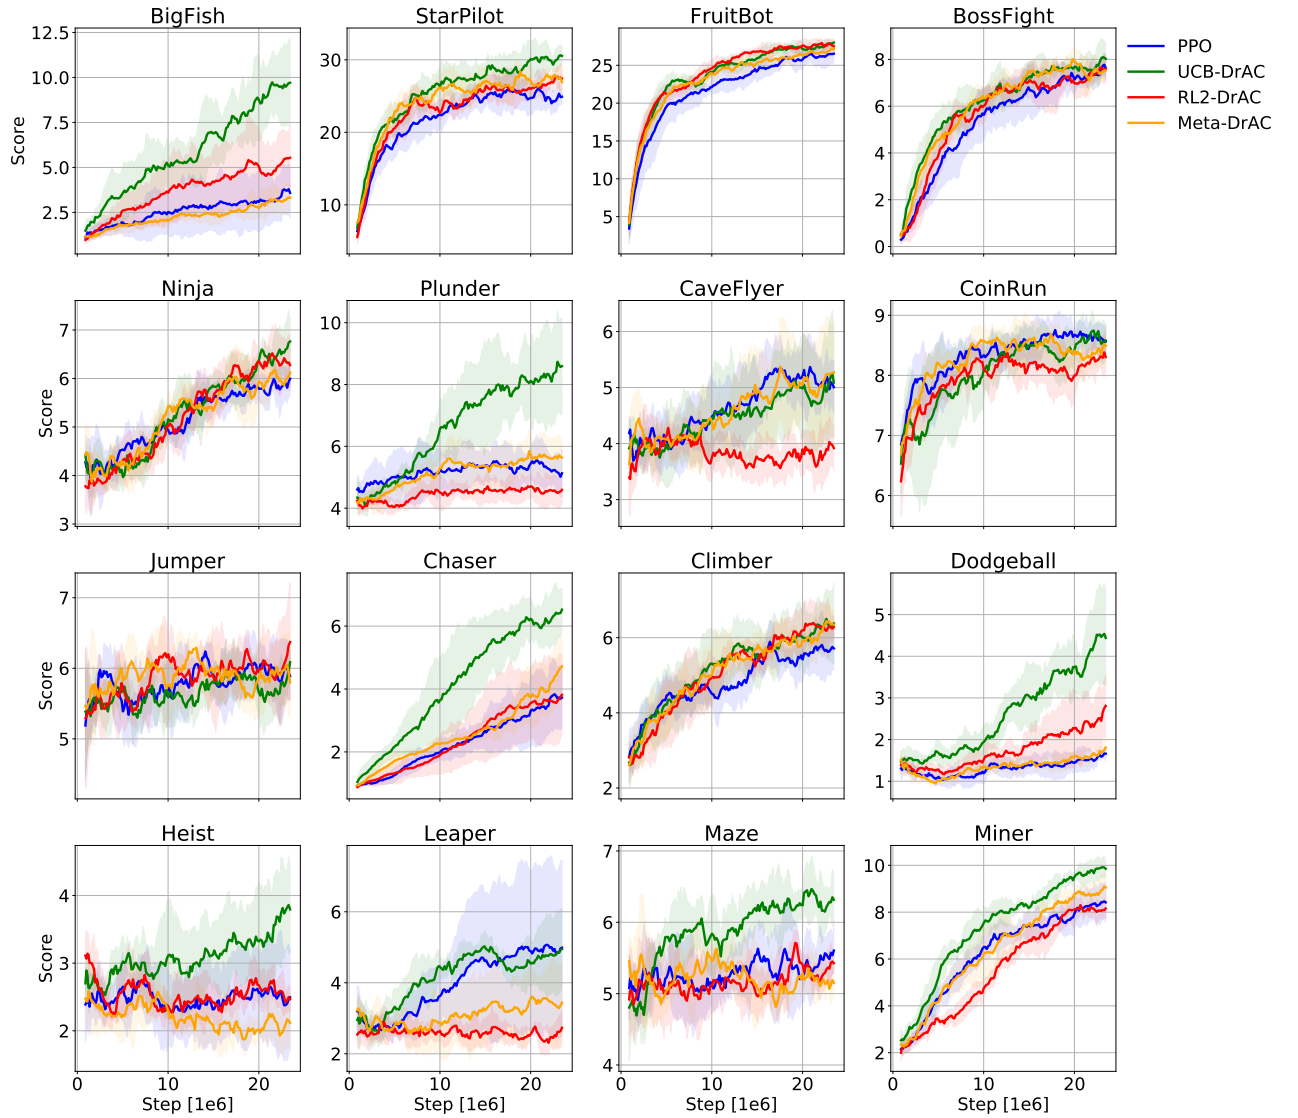 BigFish
StarPilot
FruitBot
BossFight
12.5
10.0
7.5
5.0
2.5
Score
30
20
10
25
20
15
10
5
8
6
4
2
0
PPO
UCB-DrAC
RL2-DrAC
Meta-DrAC
Ninja
Plunder
CaveFlyer
CoinRun
7
6
5
4
3
Score
10
8
6
4
6
5
4
3
9
8
7
6
Jumper
Chaser
Climber
Dodgeball
7
6
5
Score
6
4
2
6
4
2
5
4
3
2
1
Heist
Leaper
Maze
Miner
4
3
2
Score
6
4
2
7
6
5
4
10
8
6
4
2
0 10 20
0 10 20
0 10 20
0 10 20
Step [1e6]
Step [1e6]
Step [1e6]
Step [1e6]